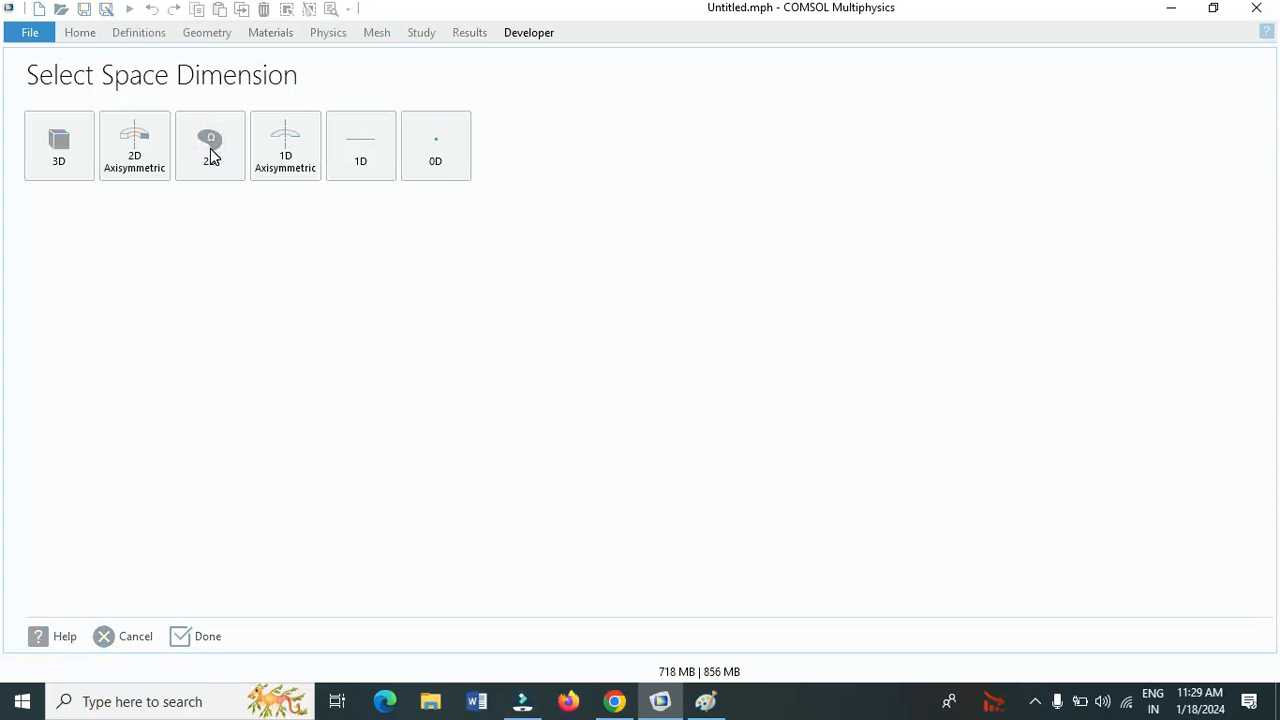 Untitled.mph - COMSOL Multiphysics
File Home Definitions Geometry Materials Physics Mesh Study Results Developer ?
Select Space Dimension
3D
2D Axisymmetric
1D Axisymmetric
1D
0D
? Help Cancel Done
718 MB | 856 MB
Type here to search
ENG
IN
11:29 AM
1/18/2024